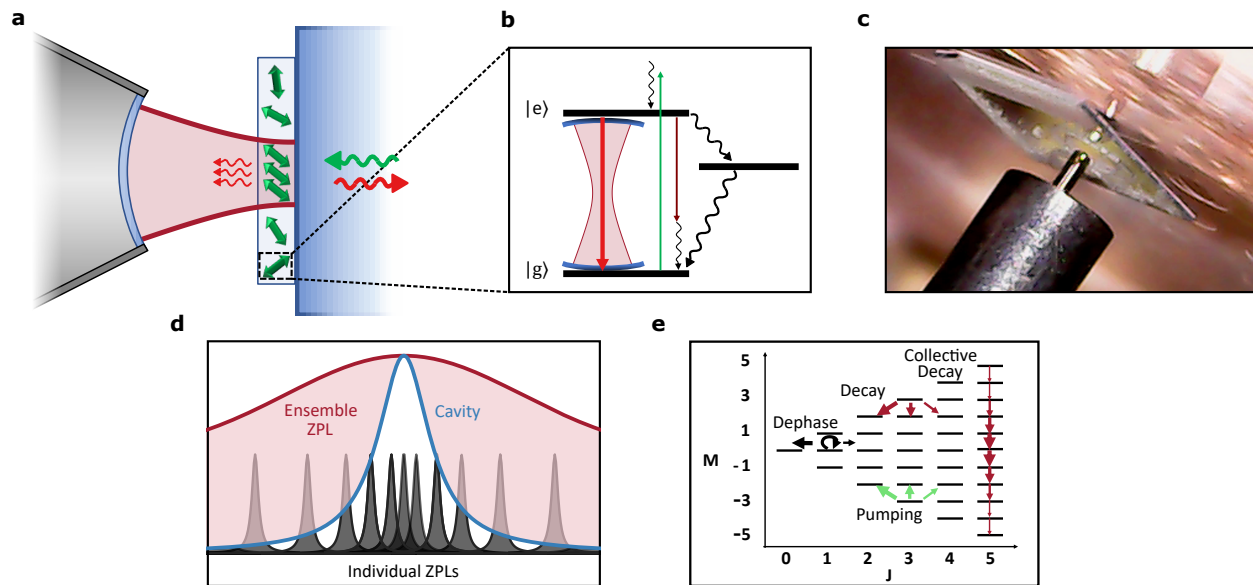 a
b
c
|e⟩
|g⟩
d
Ensemble
ZPL
Cavity
Individual ZPLs
e
5
3
1
-1
-3
-5
M
Collective
Decay
Decay
Dephase
Pumping
0 1 2 3 4 5
J